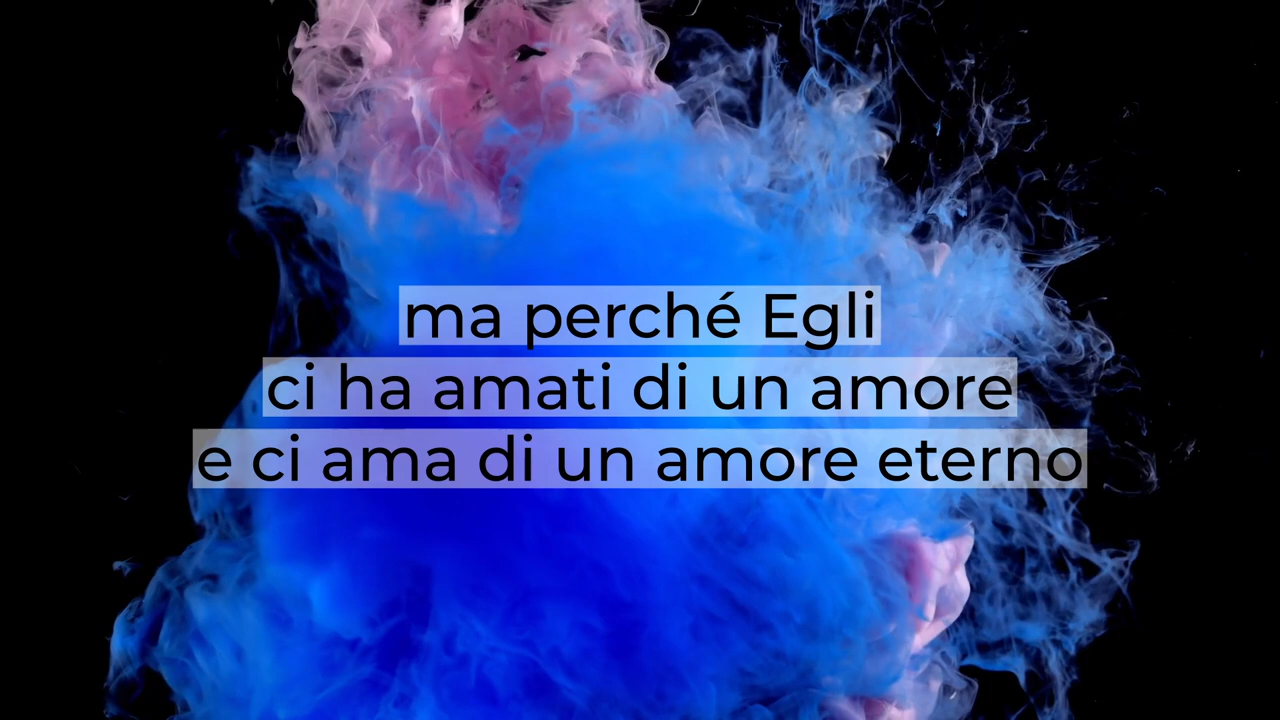 ma perché Egli
ci ha amati di un amore
e ci ama di un amore eterno